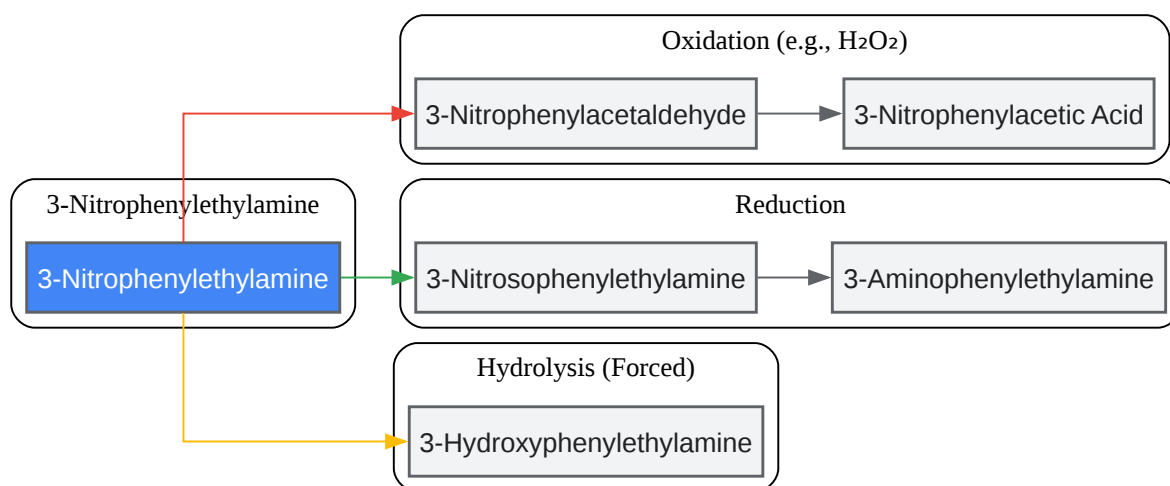 Oxidation (e.g., H₂O₂)
3-Nitrophenylacetaldehyde
3-Nitrophenylacetic Acid
3-Nitrophenylethylamine
3-Nitrophenylethylamine
Reduction
3-Nitrosophenylethylamine
3-Aminophenylethylamine
Hydrolysis (Forced)
3-Hydroxyphenylethylamine